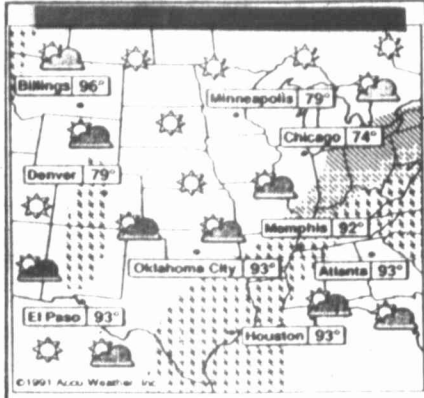 Billings 96°
Minneapolis 79°
Chicago 74°
Denver 79°
Memphis 92°
Oklahoma City 93°
Atlanta 93°
El Paso 93°
Houston 93°
©1991 Accu Weather, Inc.